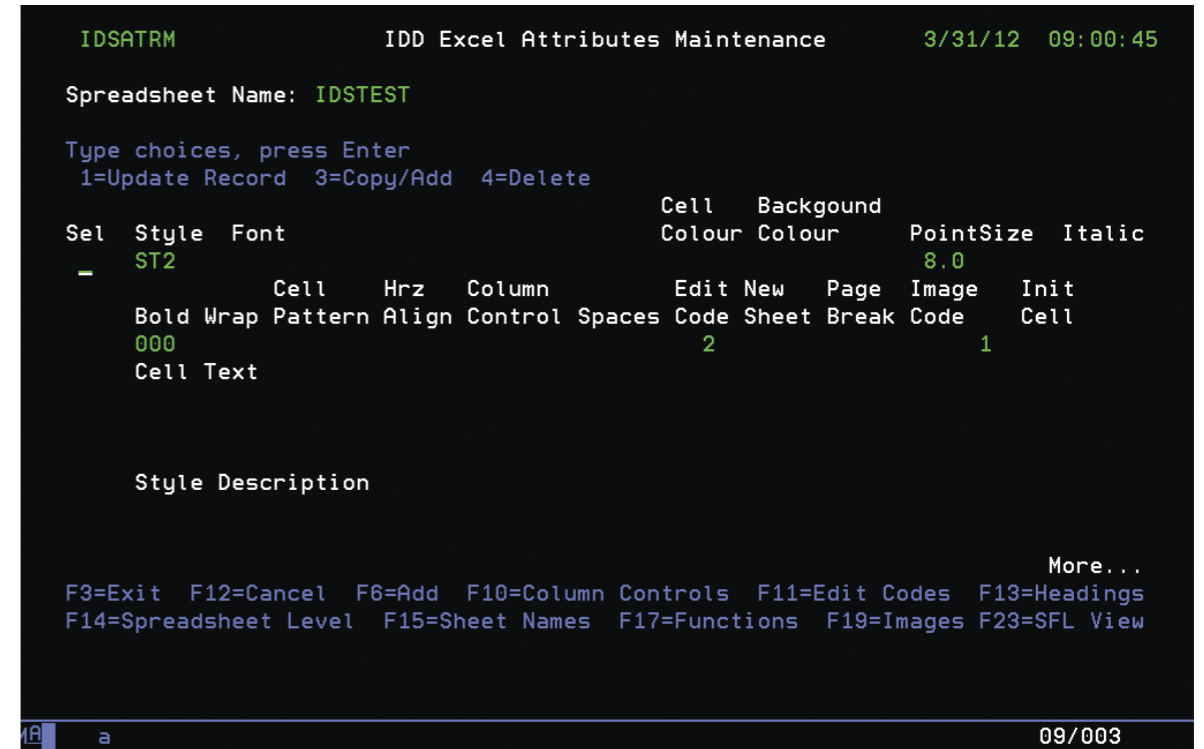 IDSATRM IDD Excel Attributes Maintenance 3/31/12 09:00:45
Spreadsheet Name: IDSTEST
Type choices, press Enter
1=Update Record 3=Copy/Add 4=Delete
Cell Backgound
Sel Style Font Colour Colour PointSize Italic
_ ST2 8.0
Cell Hrz Column Edit New Page Image Init
Bold Wrap Pattern Align Control Spaces Code Sheet Break Code Cell
000 2 1
Cell Text
Style Description
More...
F3=Exit F12=Cancel F6=Add F10=Column Controls F11=Edit Codes F13=Headings
F14=Spreadsheet Level F15=Sheet Names F17=Functions F19=Images F23=SFL View
MA a 09/003